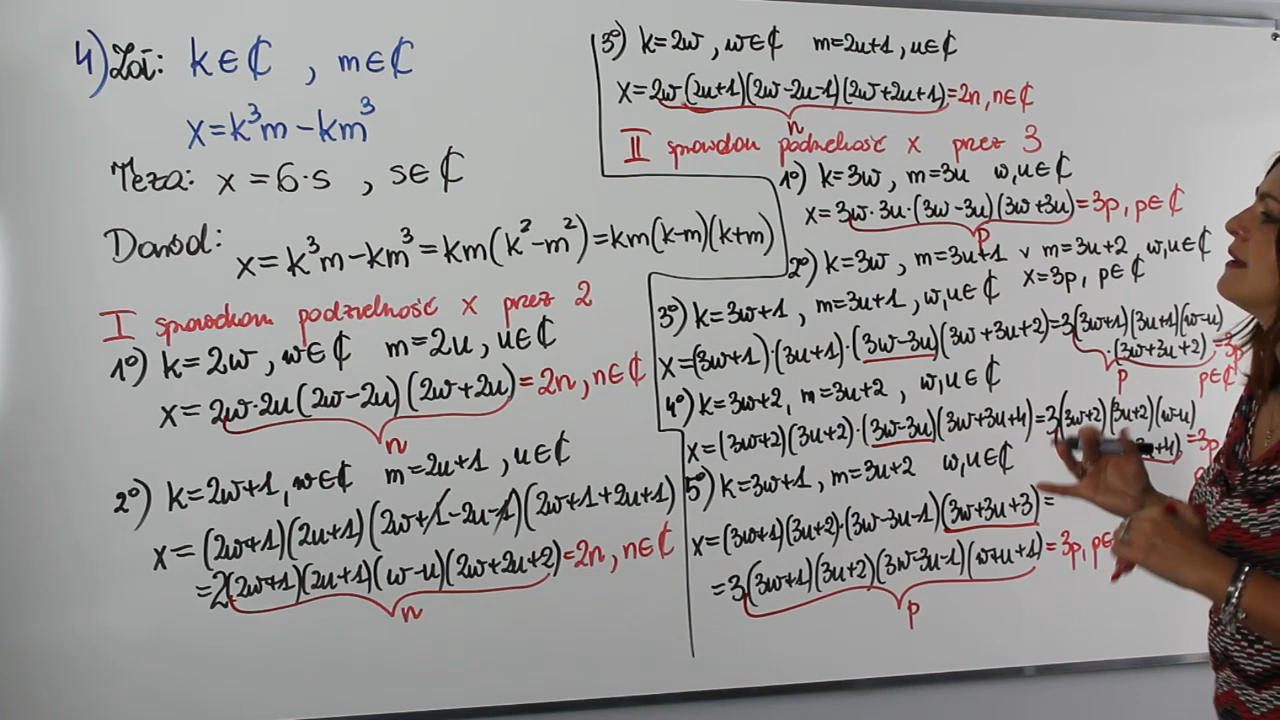 4) Zał: k∈ℂ , m∈ℂ
x=k³m-km³
Teza: x=6·s , s∈ℂ
Dowód: x=k³m-km³=km(k²-m²)=km(k-m)(k+m)
I sprawdzam podzielność x przez 2
1°) k=2w, w∈ℂ m=2u, u∈ℂ
x=2w·2u(2w-2u)(2w+2u)=2n, n∈ℂ
n
2°) k=2w+1, w∈ℂ m=2u+1, u∈ℂ
x=(2w+1)(2u+1)(2w+1-2u-1)(2w+1+2u+1)
=2(2w+1)(2u+1)(w-u)(2w+2u+2)=2n, n∈ℂ
n
3°) k=2w, w∈ℂ m=2u+1, u∈ℂ
x=2w(2u+1)(2w-2u-1)(2w+2u+1)=2n, n∈ℂ
n
II sprawdzam podzielność x przez 3
1°) k=3w, m=3u w,u∈ℂ
x=3w·3u·(3w-3u)(3w+3u)=3p, p∈ℂ
p
2°) k=3w, m=3u+1 ∨ m=3u+2 w,u∈ℂ
x=3p, p∈ℂ
3°) k=3w+1, m=3u+1, w,u∈ℂ
x=(3w+1)·(3u+1)·(3w-3u)(3w+3u+2)=3(3w+1)(3u+1)(w-u)
·(3w+3u+2)=3p
p p∈ℂ
4°) k=3w+2, m=3u+2, w,u∈ℂ
x=(3w+2)(3u+2)·(3w-3u)(3w+3u+4)=3(3w+2)(3u+2)(w-u)
+4)=3p
5°) k=3w+1, m=3u+2 w,u∈ℂ
x=(3w+1)(3u+2)·(3w-3u-1)(3w+3u+3)=
=3(3w+1)(3u+2)(3w-3u-1)(w+u+1)=3p, p∈
p